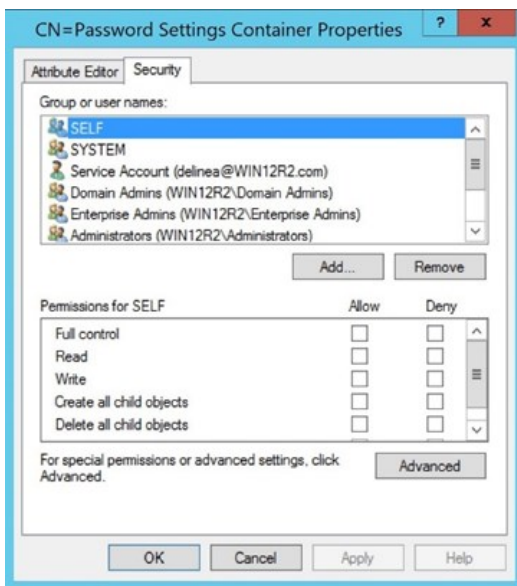 CN=Password Settings Container Properties ? x
Attribute Editor Security
Group or user names:
SELF
SYSTEM
Service Account (delinea@WIN12R2.com)
Domain Admins (WIN12R2\Domain Admins)
Enterprise Admins (WIN12R2\Enterprise Admins)
Administrators (WIN12R2\Administrators)
Add... Remove
Permissions for SELF Allow Deny
Full control
Read
Write
Create all child objects
Delete all child objects
For special permissions or advanced settings, click
Advanced. Advanced
OK Cancel Apply Help